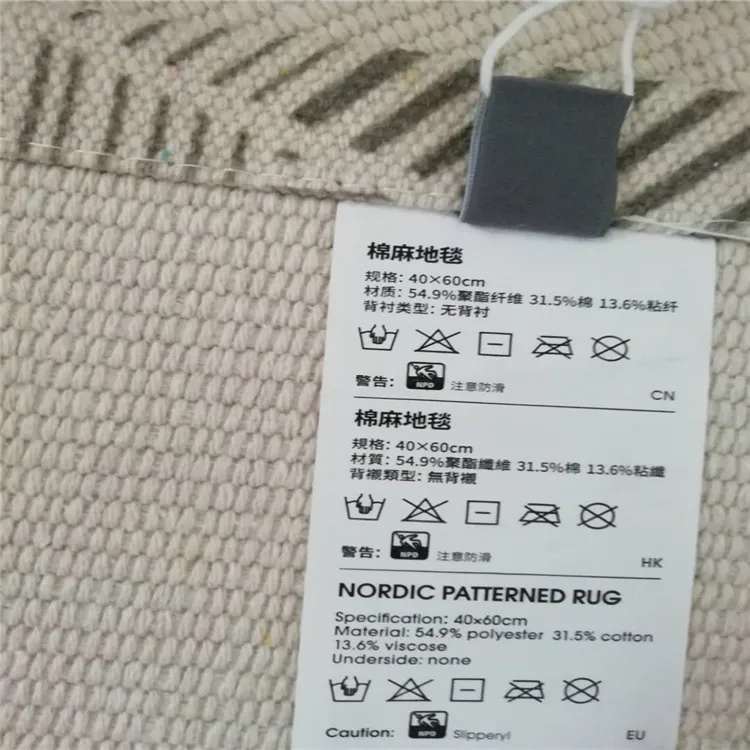 棉麻地毯
规格: 40×60cm
材质: 54.9%聚酯纤维 31.5%棉 13.6%粘纤
背衬类型: 无背衬
警告: NPD 注意防滑
CN
棉麻地毯
規格: 40×60cm
材質: 54.9%聚酯纖維 31.5%棉 13.6%粘纖
背襯類型: 無背襯
警告: NPD 注意防滑
HK
NORDIC PATTERNED RUG
Specification: 40x60cm
Material: 54.9% polyester 31.5% cotton
13.6% viscose
Underside: none
Caution: NPD Slipperyl
EU